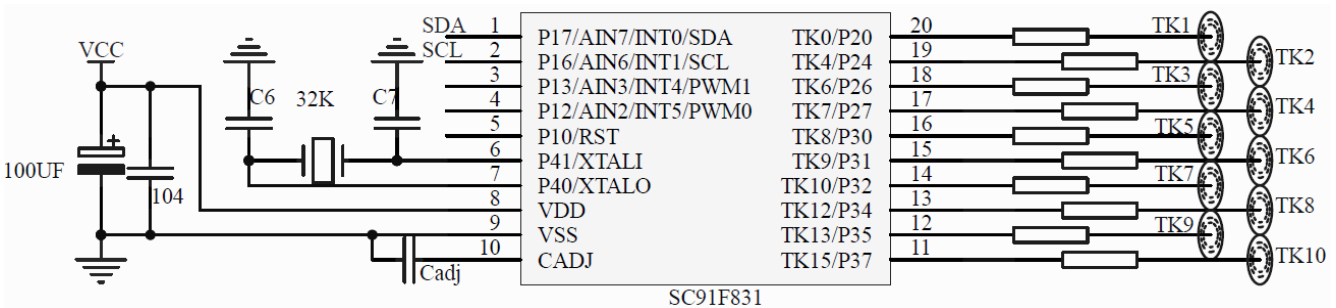 SDA 1 P17/AIN7/INT0/SDA TK0/P20 20 TK1
VCC SCL 2 P16/AIN6/INT1/SCL TK4/P24 19 TK2
3 P13/AIN3/INT4/PWM1 TK6/P26 18 TK3
C6 32K C7 4 P12/AIN2/INT5/PWM0 TK7/P27 17 TK4
+ 5 P10/RST TK8/P30 16 TK5
100UF 6 P41/XTALI TK9/P31 15 TK6
104 7 P40/XTALO TK10/P32 14 TK7
8 VDD TK12/P34 13 TK8
9 VSS TK13/P35 12 TK9
Cadj 10 CADJ TK15/P37 11 TK10
SC91F831